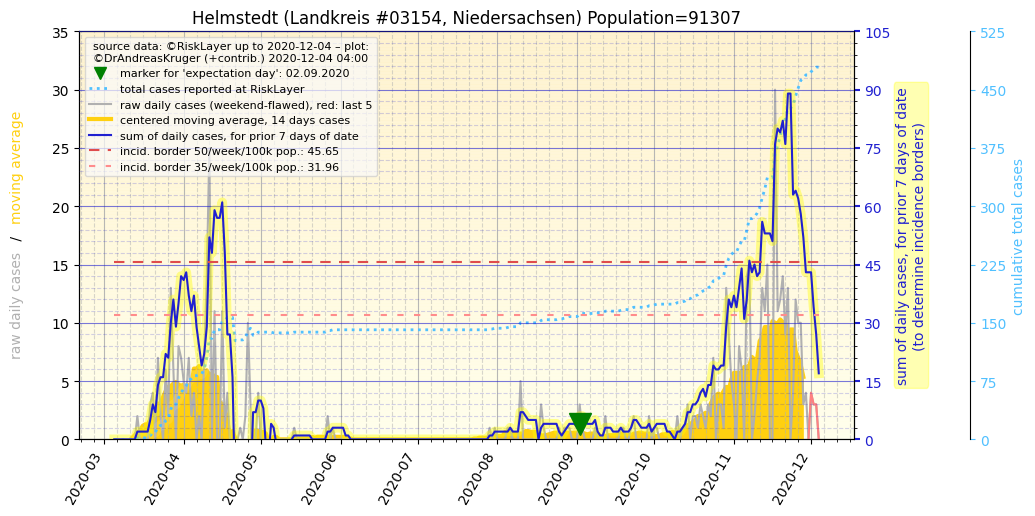 Helmstedt (Landkreis #03154, Niedersachsen) Population=91307
source data: ©RiskLayer up to 2020-12-04 – plot:
©DrAndreasKruger (+contrib.) 2020-12-04 04:00
marker for 'expectation day': 02.09.2020
total cases reported at RiskLayer
raw daily cases (weekend-flawed), red: last 5
centered moving average, 14 days cases
sum of daily cases, for prior 7 days of date
incid. border 50/week/100k pop.: 45.65
incid. border 35/week/100k pop.: 31.96
raw daily cases / moving average
35
30
25
20
15
10
5
0
2020-03
2020-04
2020-05
2020-06
2020-07
2020-08
2020-09
2020-10
2020-11
2020-12
105
90
75
60
45
30
15
0
sum of daily cases, for prior 7 days of date
(to determine incidence borders)
525
450
375
300
225
150
75
0
cumulative total cases